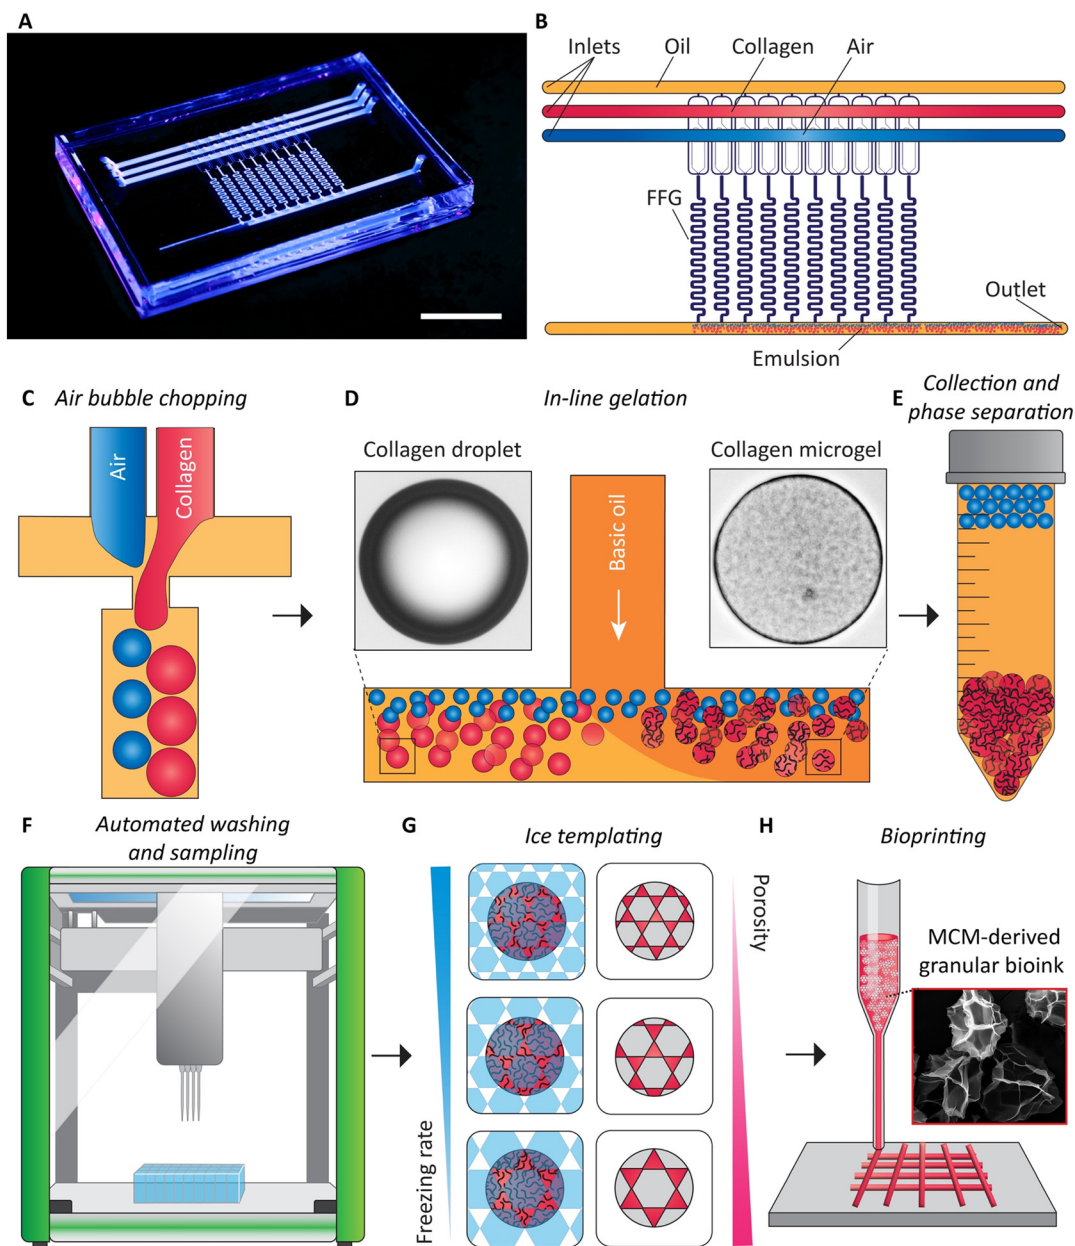 A
B
Inlets
Oil
Collagen
Air
FFG
Outlet
Emulsion
C
Air bubble chopping
Air
Collagen
D
In-line gelation
Collagen droplet
Basic oil
Collagen microgel
E
Collection and
phase separation
F
Automated washing
and sampling
G
Ice templating
Freezing rate
Porosity
H
Bioprinting
MCM-derived
granular bioink